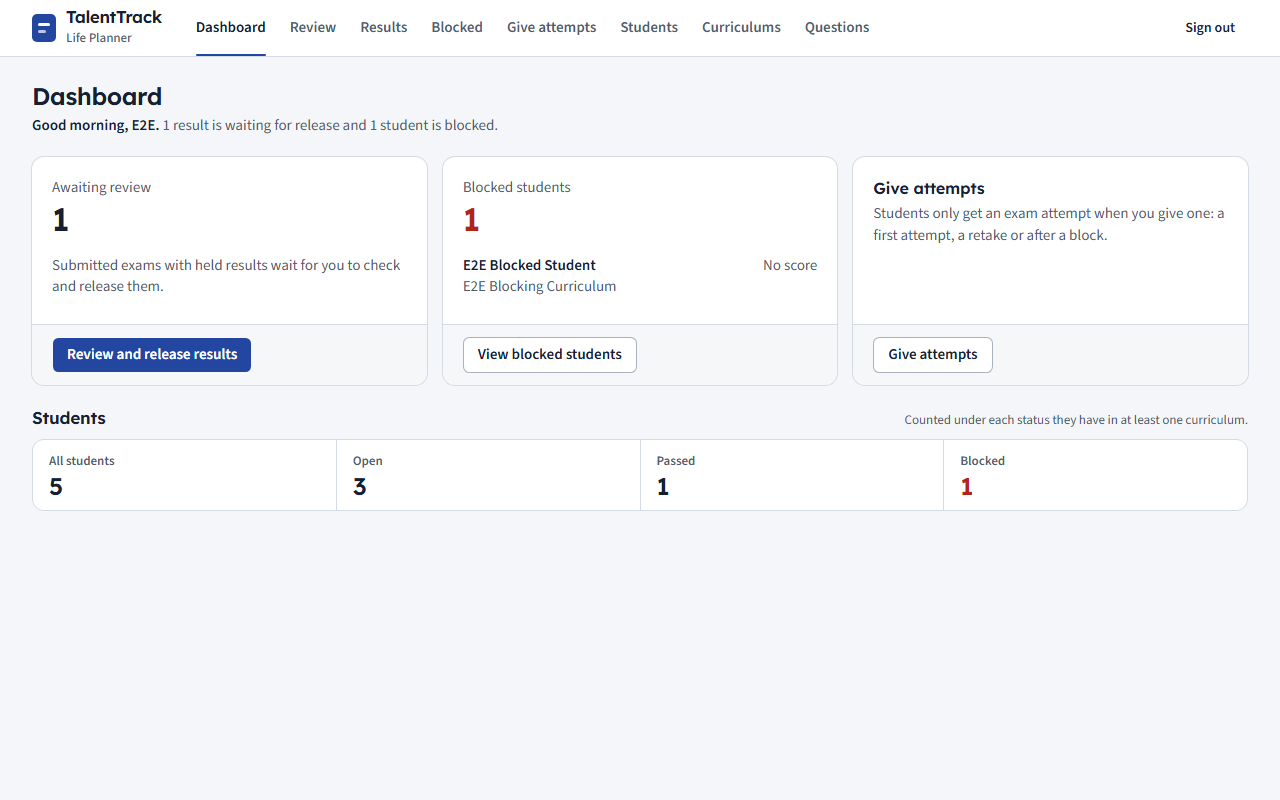 TalentTrack
Life Planner
Dashboard
Review
Results
Blocked
Give attempts
Students
Curriculums
Questions
Sign out
Dashboard
Good morning, E2E. 1 result is waiting for release and 1 student is blocked.
Awaiting review
1
Submitted exams with held results wait for you to check
and release them.
Review and release results
Blocked students
1
E2E Blocked Student
No score
E2E Blocking Curriculum
View blocked students
Give attempts
Students only get an exam attempt when you give one: a
first attempt, a retake or after a block.
Give attempts
Students
Counted under each status they have in at least one curriculum.
All students
5
Open
3
Passed
1
Blocked
1